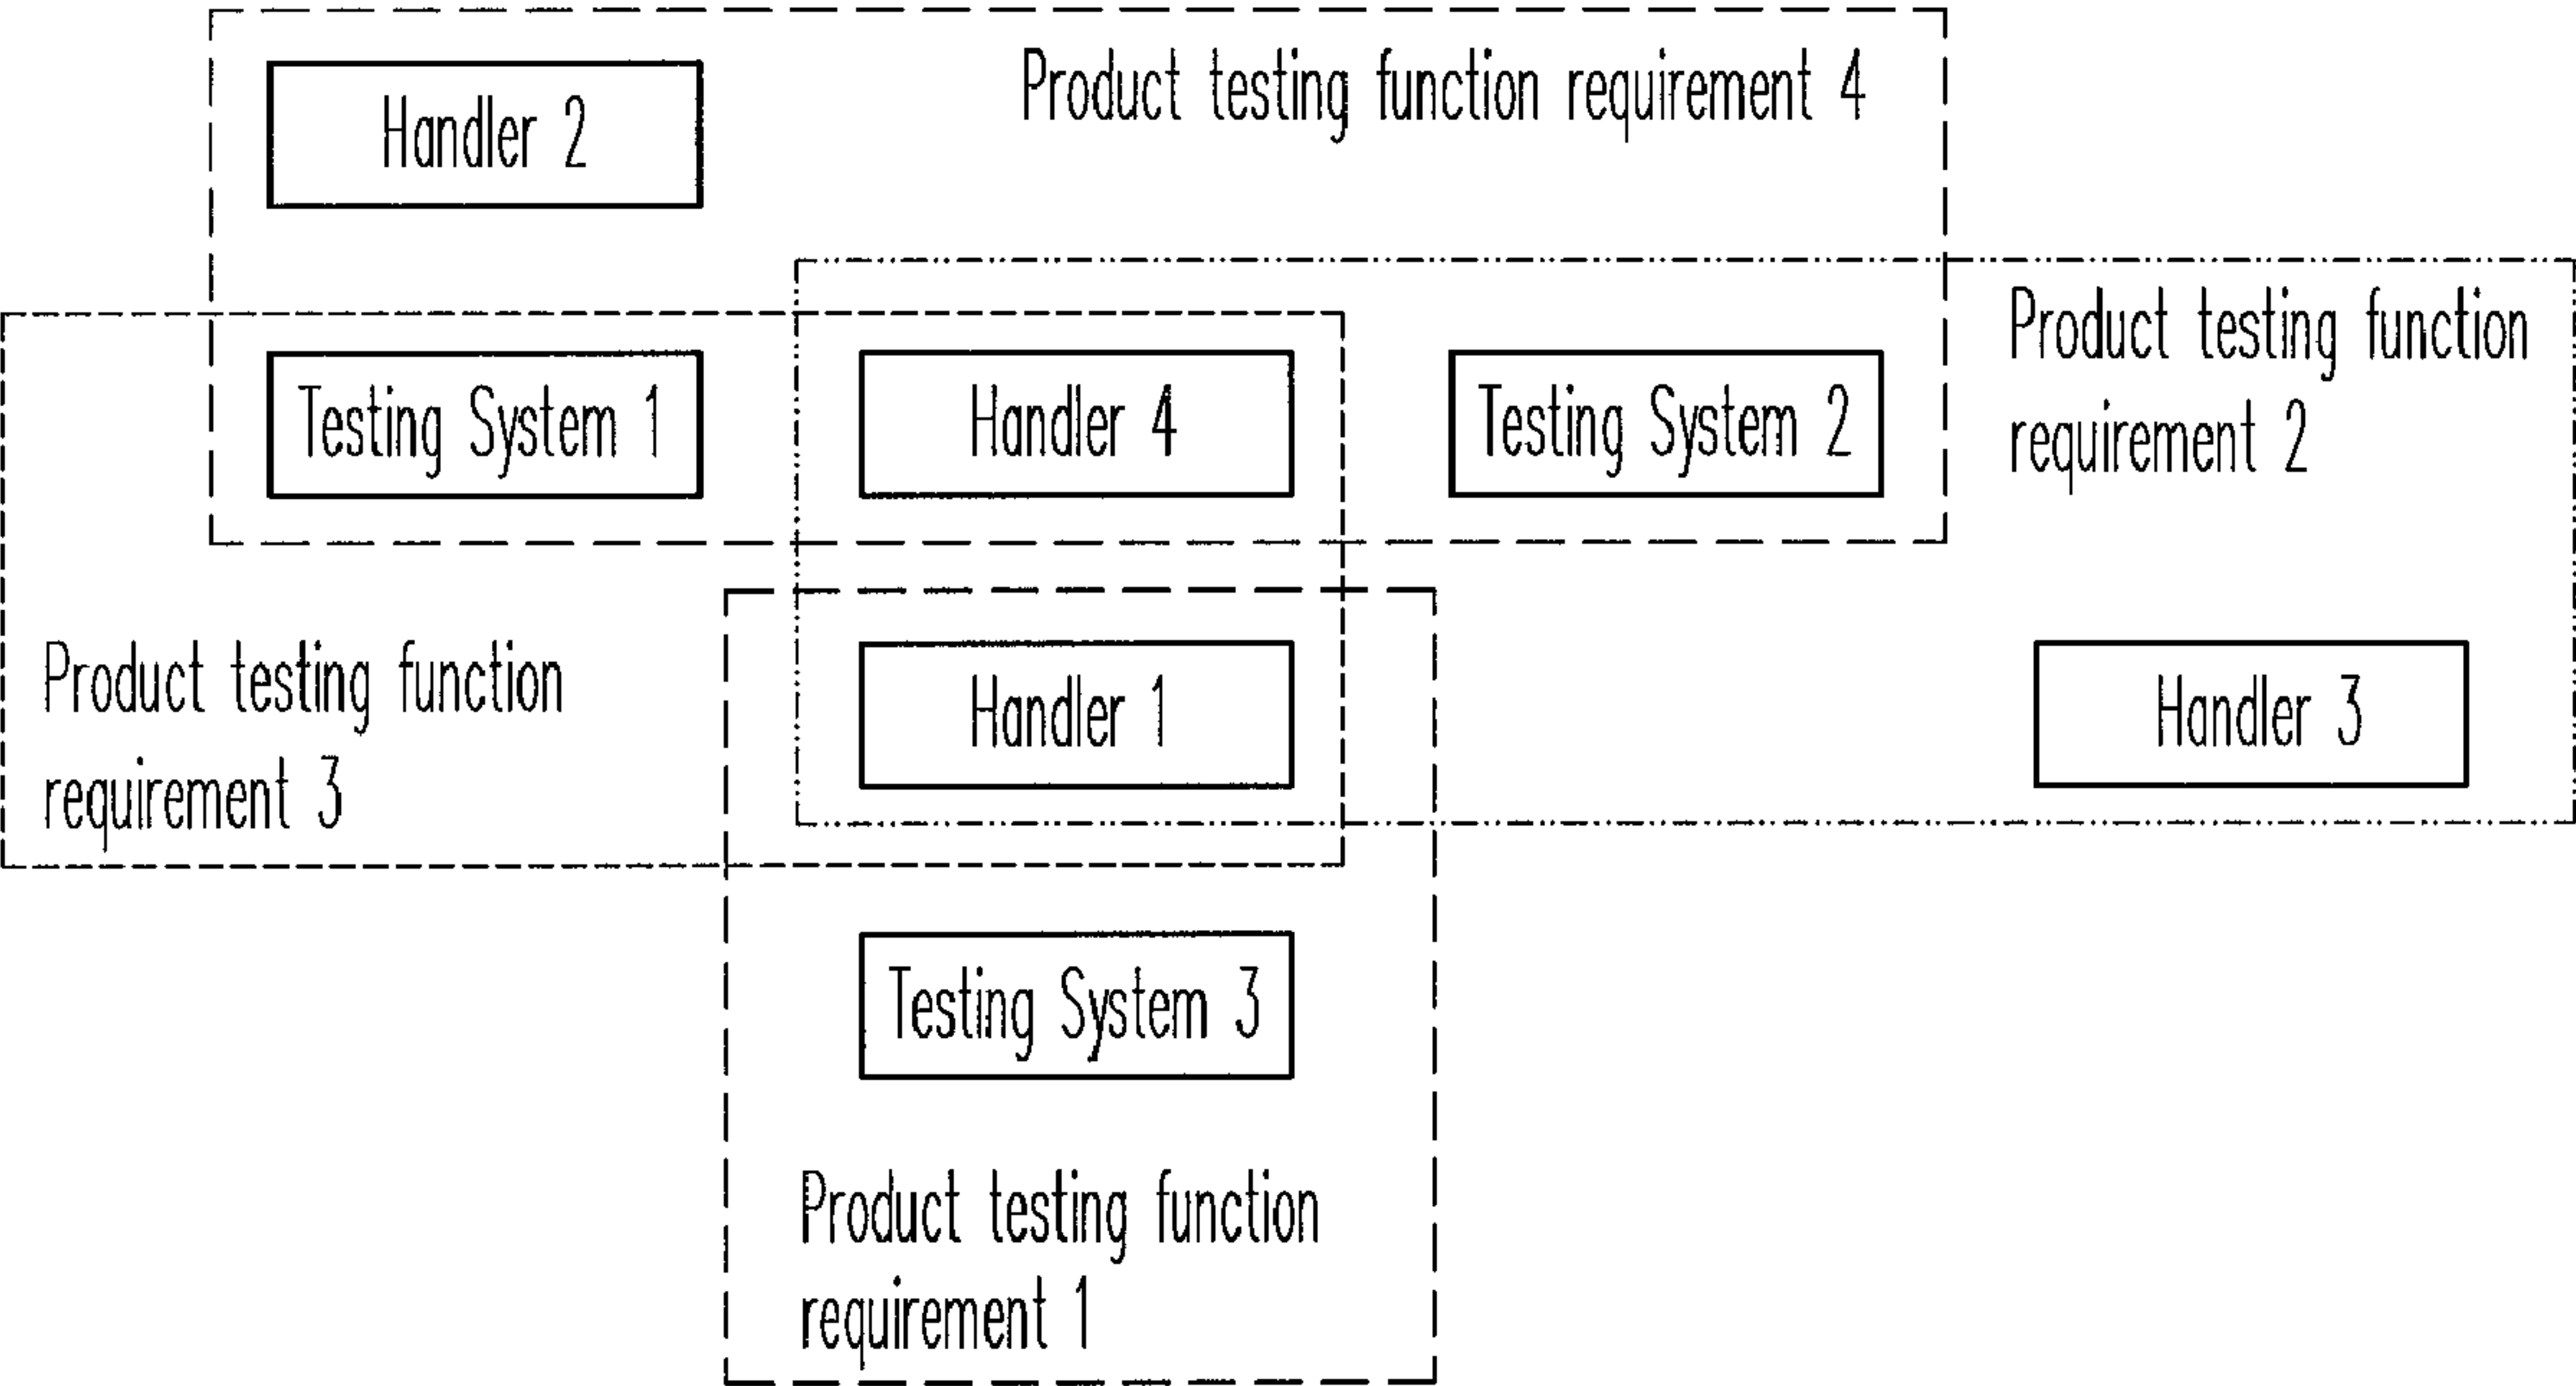 Handler 2
Product testing function requirement 4
Testing System 1
Handler 4
Testing System 2
Product testing function
requirement 2
Product testing function
requirement 3
Handler 1
Handler 3
Testing System 3
Product testing function
requirement 1